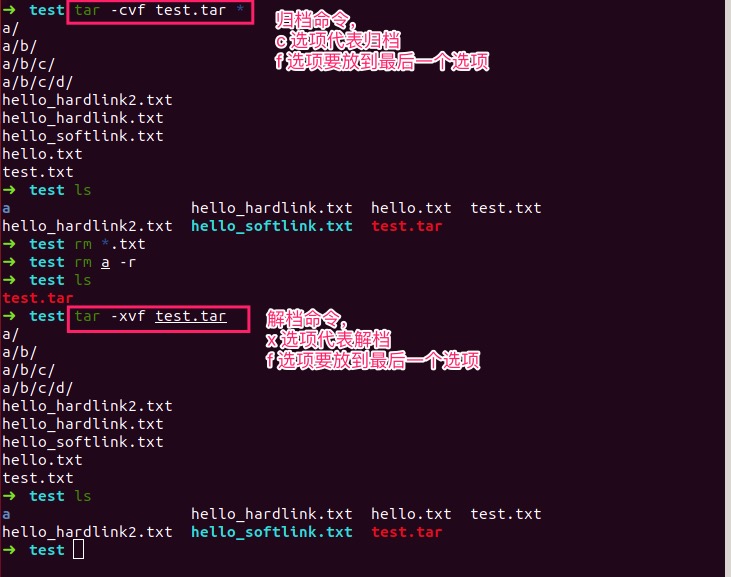 ➜ test tar -cvf test.tar *
归档命令,
c 选项代表归档
f 选项要放到最后一个选项
a/
a/b/
a/b/c/
a/b/c/d/
hello_hardlink2.txt
hello_hardlink.txt
hello_softlink.txt
hello.txt
test.txt
➜ test ls
a hello_hardlink.txt hello.txt test.txt
hello_hardlink2.txt hello_softlink.txt test.tar
➜ test rm *.txt
➜ test rm a -r
➜ test ls
test.tar
➜ test tar -xvf test.tar
解档命令,
x 选项代表解档
f 选项要放到最后一个选项
a/
a/b/
a/b/c/
a/b/c/d/
hello_hardlink2.txt
hello_hardlink.txt
hello_softlink.txt
hello.txt
test.txt
➜ test ls
a hello_hardlink.txt hello.txt test.txt
hello_hardlink2.txt hello_softlink.txt test.tar
➜ test